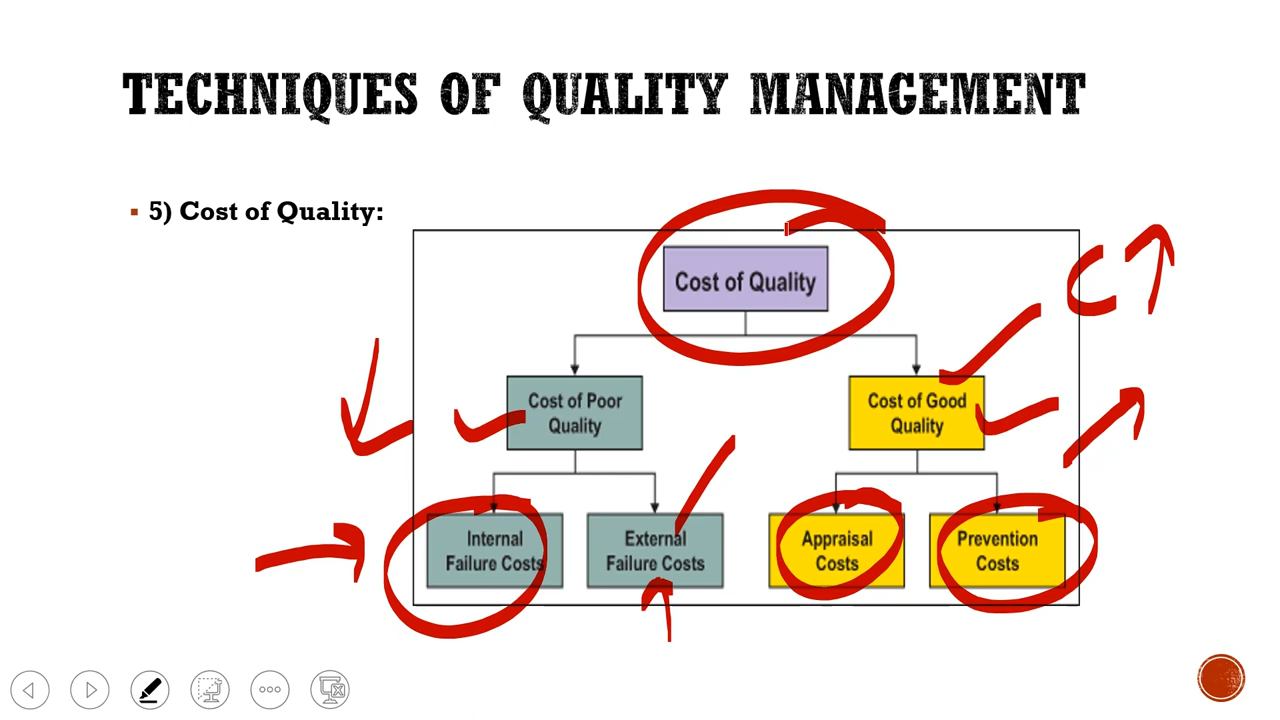 TECHNIQUES OF QUALITY MANAGEMENT
▪ 5) Cost of Quality:
Cost of Quality
Cost of Poor
Quality
Cost of Good
Quality
Internal
Failure Costs
External
Failure Costs
Appraisal
Costs
Prevention
Costs
C ↑